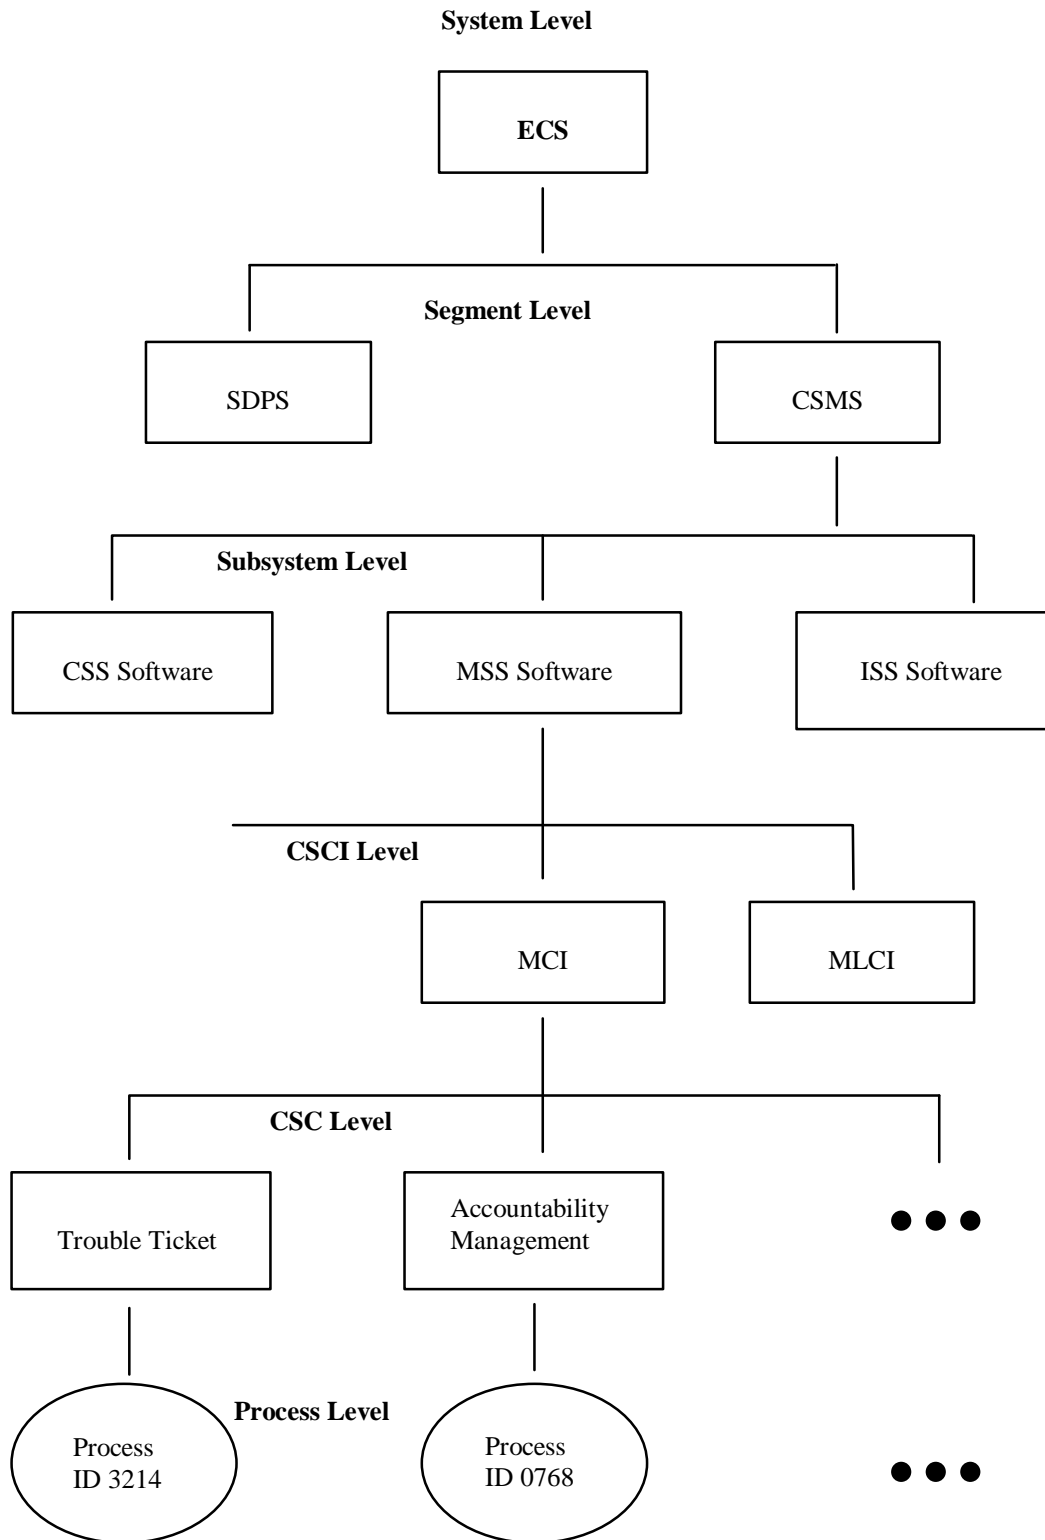 System Level
ECS
Segment Level
SDPS
CSMS
Subsystem Level
CSS Software
MSS Software
ISS Software
CSCI Level
MCI
MLCI
CSC Level
Trouble Ticket
Accountability
Management
Process Level
Process
ID 3214
Process
ID 0768